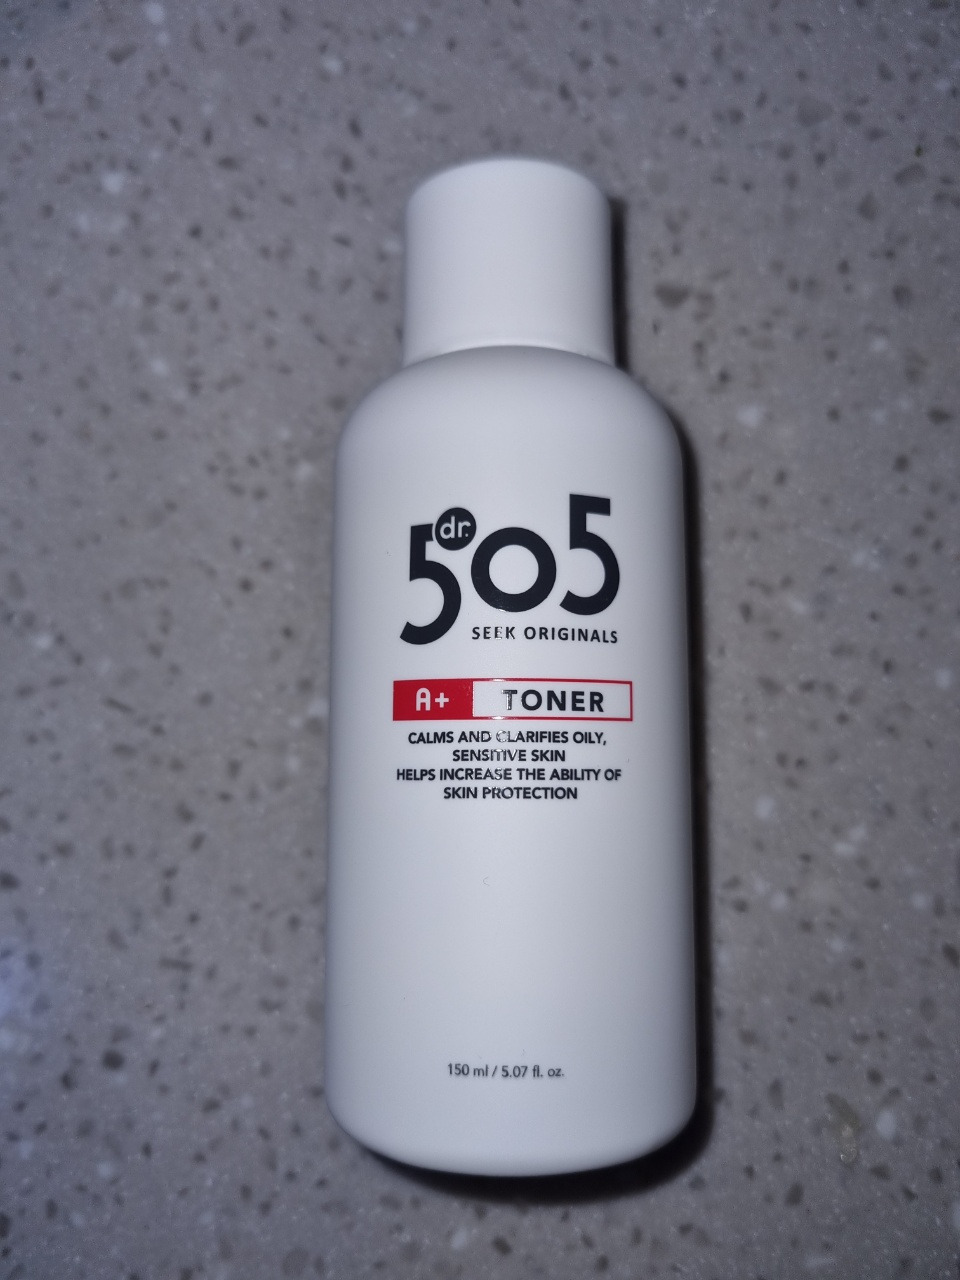 dr.
505
SEEK ORIGINALS
A+ TONER
CALMS AND CLARIFIES OILY,
SENSITIVE SKIN
HELPS INCREASE THE ABILITY OF
SKIN PROTECTION
150 ml / 5.07 fl. oz.